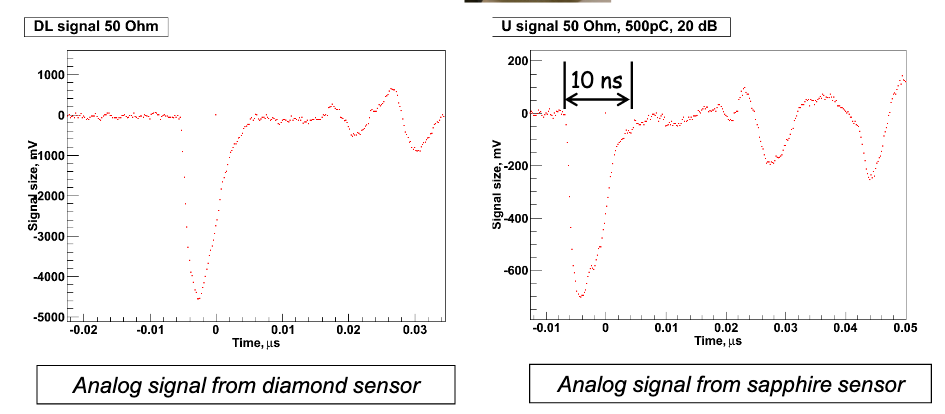 DL signal 50 Ohm
1000
0
1000
-2000
-3000
-4000
-5000
Signal size, mV
-0.02 -0.01 0 0.01 0.02 0.03
Time, μs
Analog signal from diamond sensor
U signal 50 Ohm, 500pC, 20 dB
10 ns
200
0
-200
-400
-600
Signal size, mV
-0.01 0 0.01 0.02 0.03 0.04 0.05
Time, μs
Analog signal from sapphire sensor